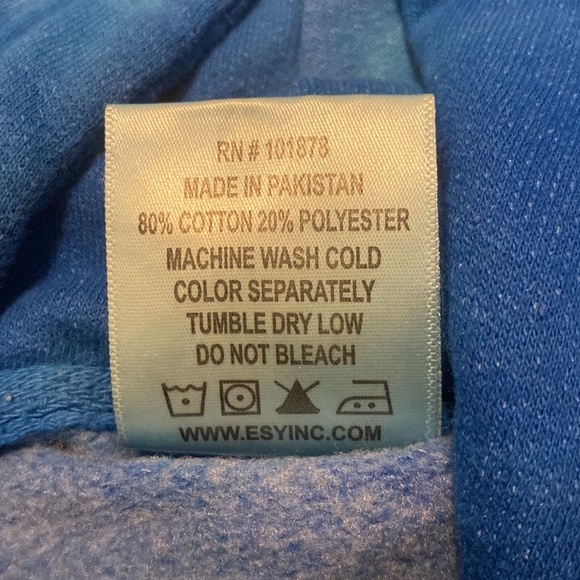 RN # 101878
MADE IN PAKISTAN
80% COTTON 20% POLYESTER
MACHINE WASH COLD
COLOR SEPARATELY
TUMBLE DRY LOW
DO NOT BLEACH
WWW.ESYINC.COM